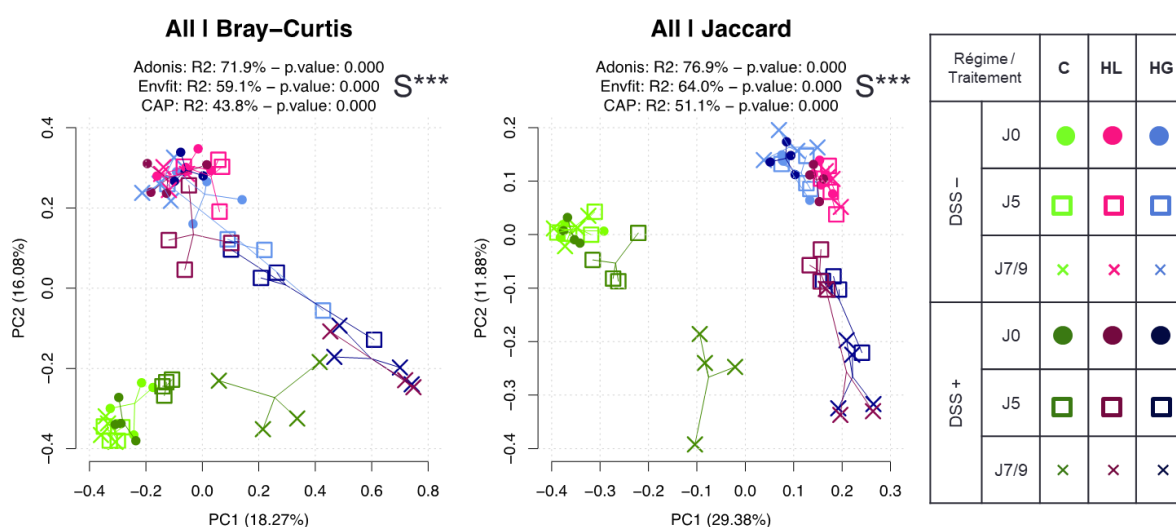 All | Bray–Curtis
Adonis: R2: 71.9% – p.value: 0.000
Envfit: R2: 59.1% – p.value: 0.000
CAP: R2: 43.8% – p.value: 0.000
S***
PC2 (16.08%)
0.4
0.2
0.0
−0.2
−0.4
−0.4 −0.2 0.0 0.2 0.4 0.6 0.8
PC1 (18.27%)
All | Jaccard
Adonis: R2: 76.9% – p.value: 0.000
Envfit: R2: 64.0% – p.value: 0.000
CAP: R2: 51.1% – p.value: 0.000
S***
PC2 (11.88%)
0.2
0.1
0.0
−0.1
−0.2
−0.3
−0.4
−0.4 −0.3 −0.2 −0.1 0.0 0.1 0.2 0.3
PC1 (29.38%)
Régime /
Traitement
C HL HG
DSS –
J0
J5
J7/9
DSS +
J0
J5
J7/9